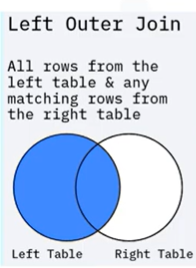 Left Outer Join
All rows from the
left table & any
matching rows from
the right table
Left Table
Right Table